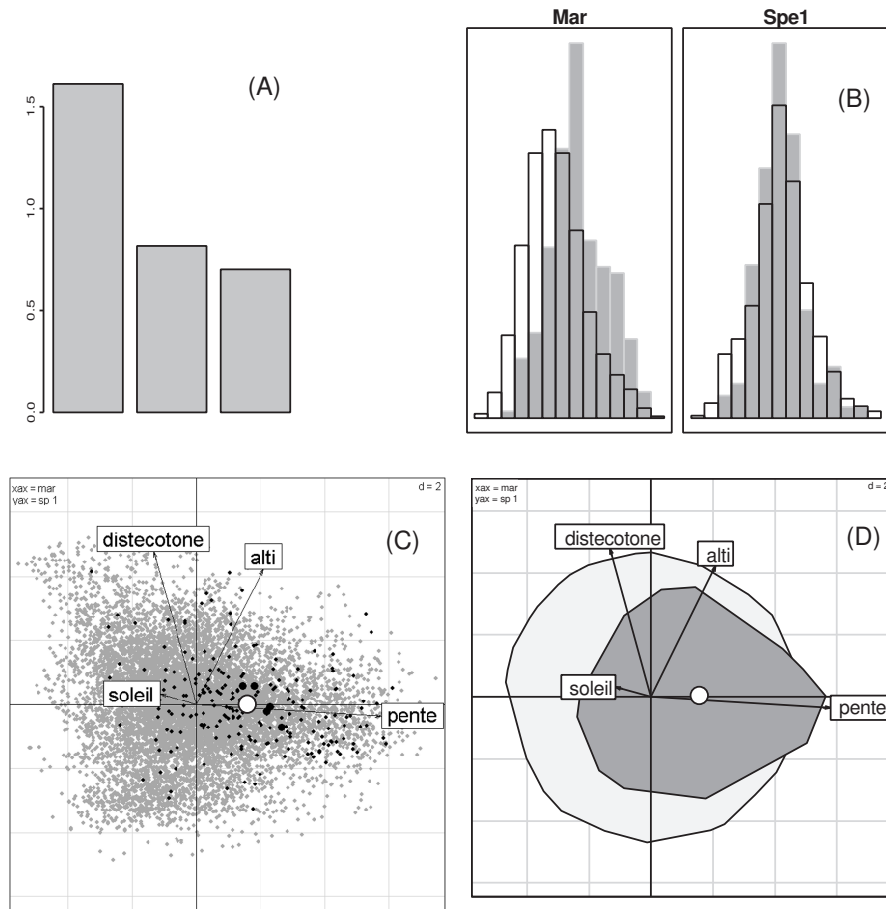 Mar
Spe1
(A)
(B)
1.5
1.0
0.5
0.0
xax = mar
yax = sp 1
d = 2
distecotone
(C)
alti
soleil
pente
xax = mar
yax = sp 1
d = 2
distecotone
(D)
alti
soleil
pente